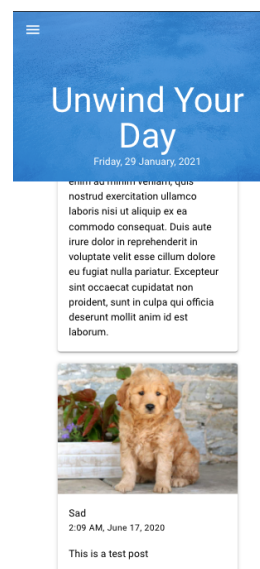 Unwind Your
Day
Friday, 29 January, 2021
enim ad minim veniam, quis
nostrud exercitation ullamco
laboris nisi ut aliquip ex ea
commodo consequat. Duis aute
irure dolor in reprehenderit in
voluptate velit esse cillum dolore
eu fugiat nulla pariatur. Excepteur
sint occaecat cupidatat non
proident, sunt in culpa qui officia
deserunt mollit anim id est
laborum.
Sad
2:09 AM, June 17, 2020
This is a test post